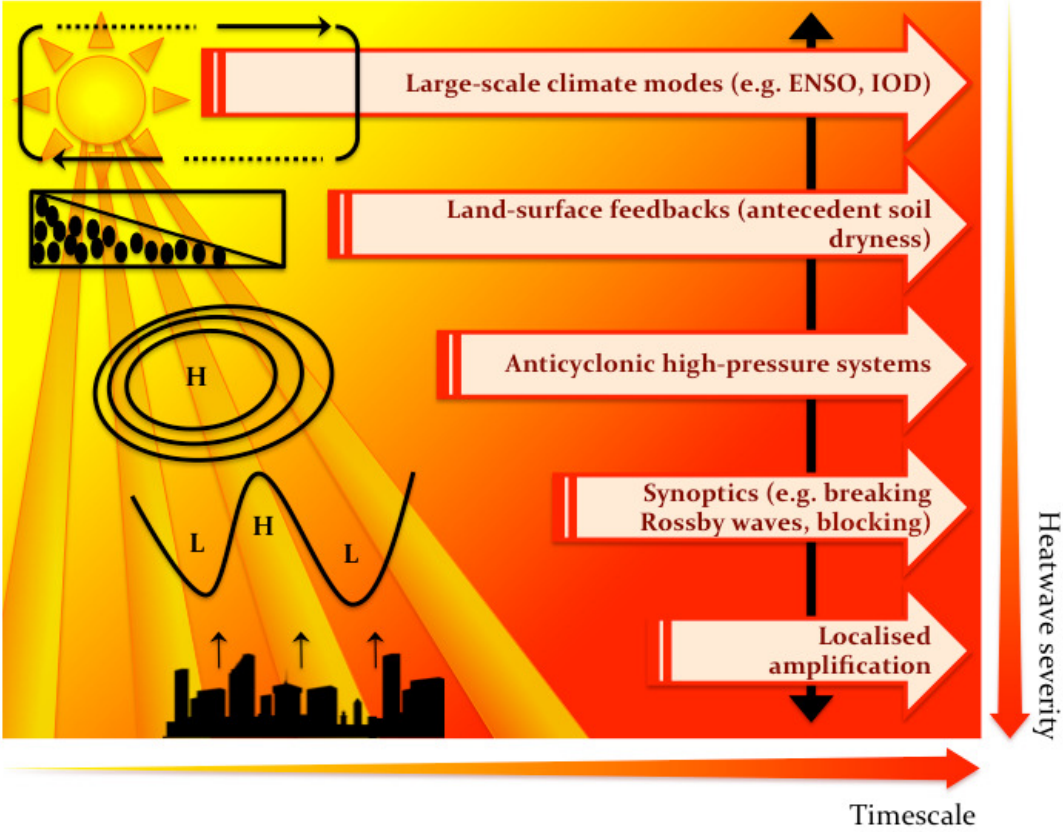 Large-scale climate modes (e.g. ENSO, IOD)
Land-surface feedbacks (antecedent soil
dryness)
H
Anticyclonic high-pressure systems
Synoptics (e.g. breaking
Rossby waves, blocking)
L
H
L
Localised
amplification
Heatwave severity
Timescale